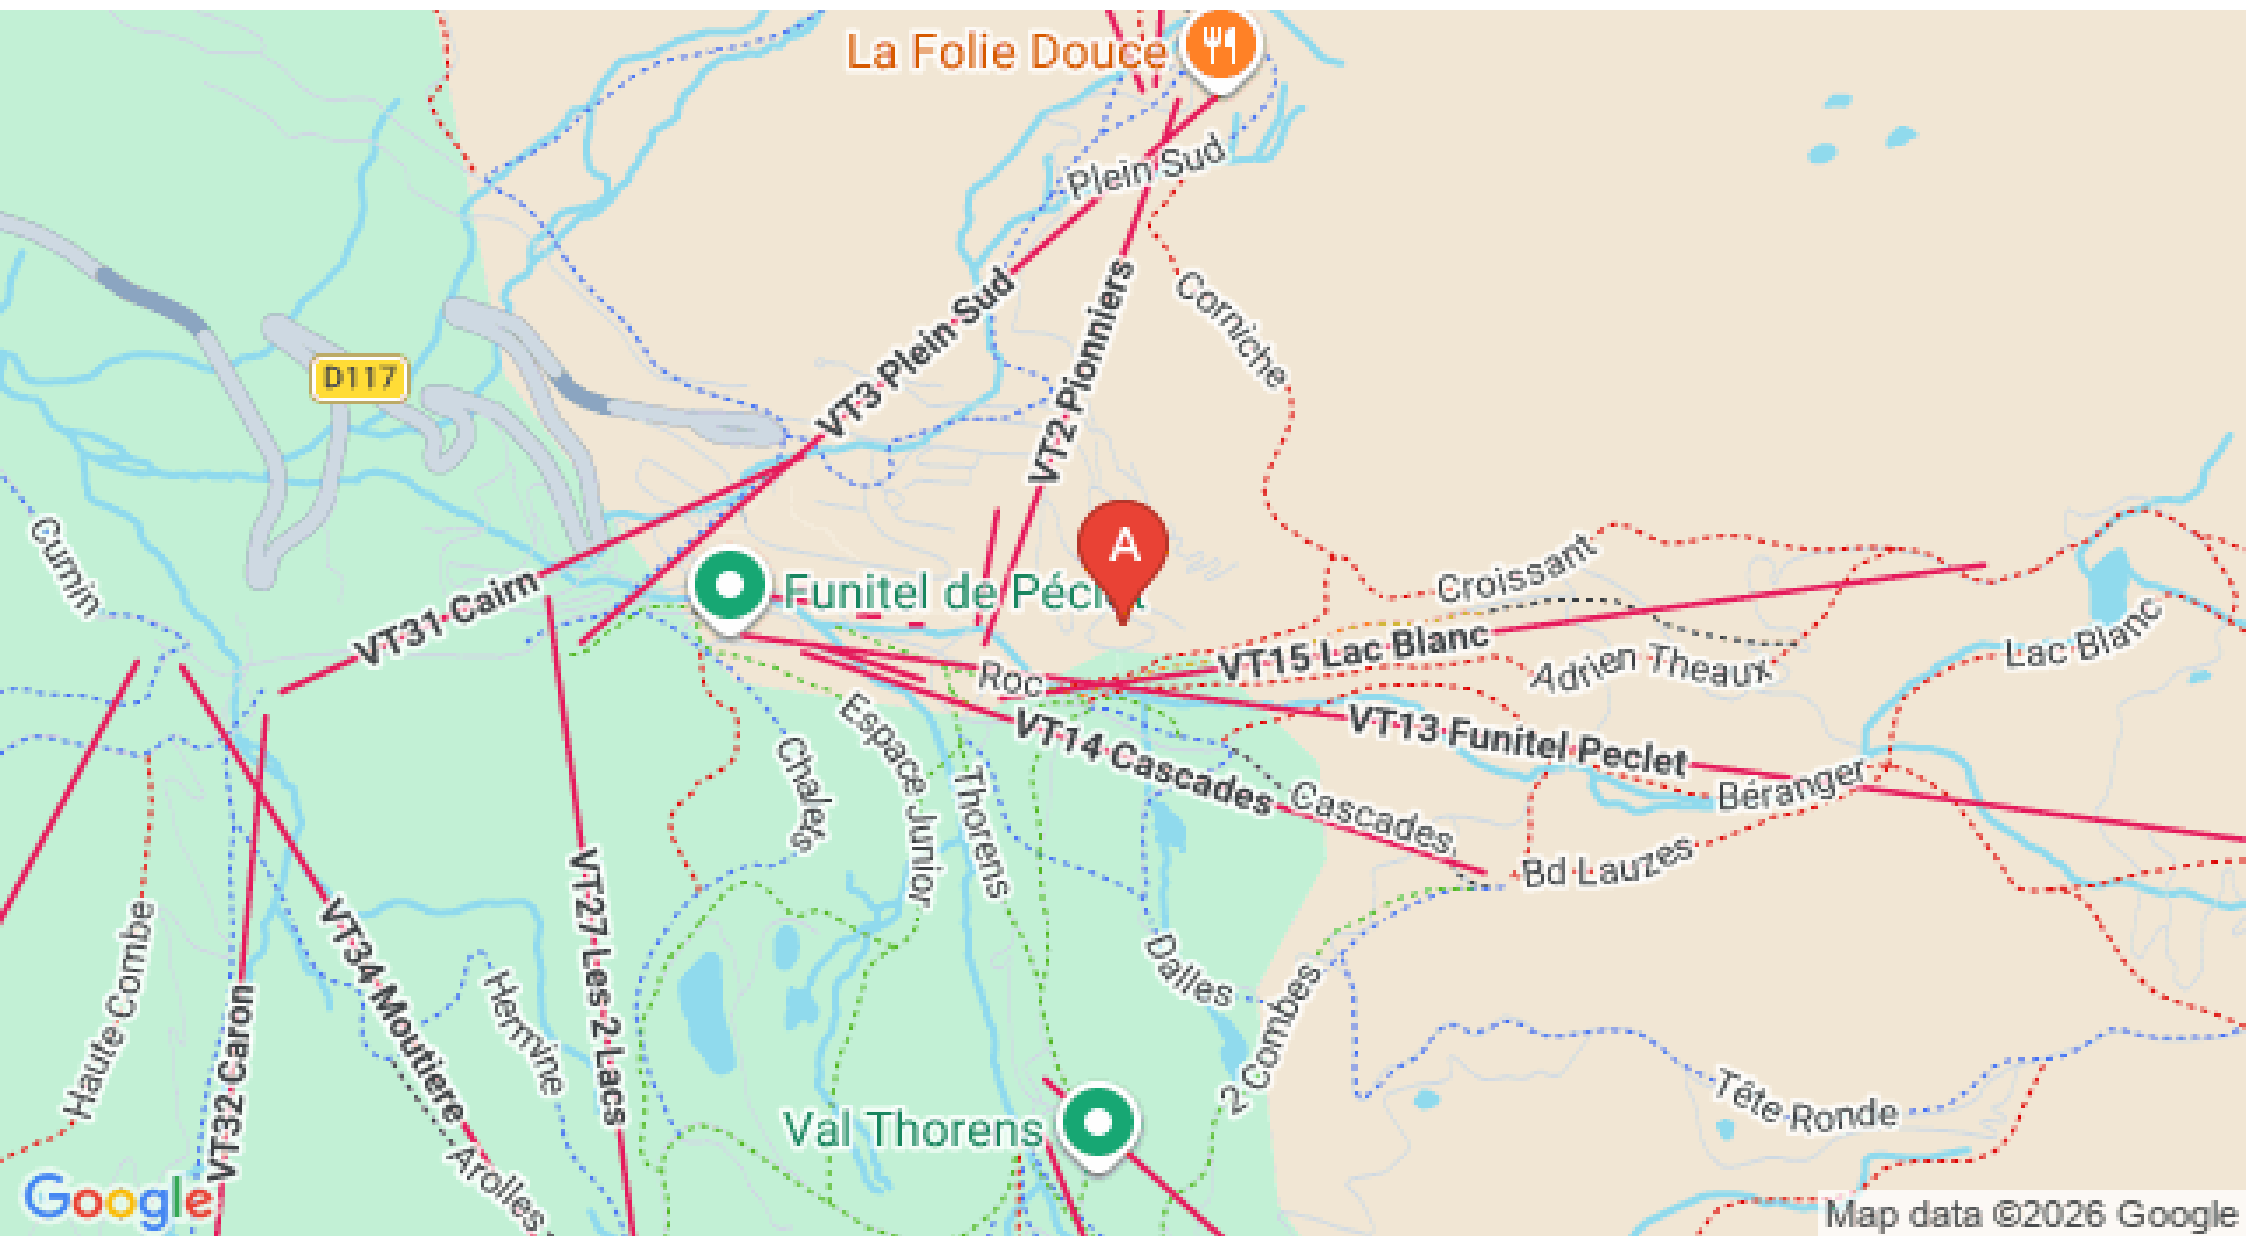 La Folie Douce
Plein Sud
VT3 Plein Sud
VT2 Pionniers
Corniche
D117
Cumin
A
Funitel de Péclet
Croissant
VT31 Cairn
VT15 Lac Blanc
Adrien Theaux
Lac Blanc
Roc
VT13 Funitel Peclet
VT14 Cascades
Espace Junior
Chalets
Thorens
Cascades
Béranger
Bd Lauzes
VT27 Les 2 Lacs
Haute Combe
VT32 Caron
VT34 Moutiere
Hermine
Dalles
2 Combes
Tête Ronde
Val Thorens
Arolles
Google
Map data ©2026 Google